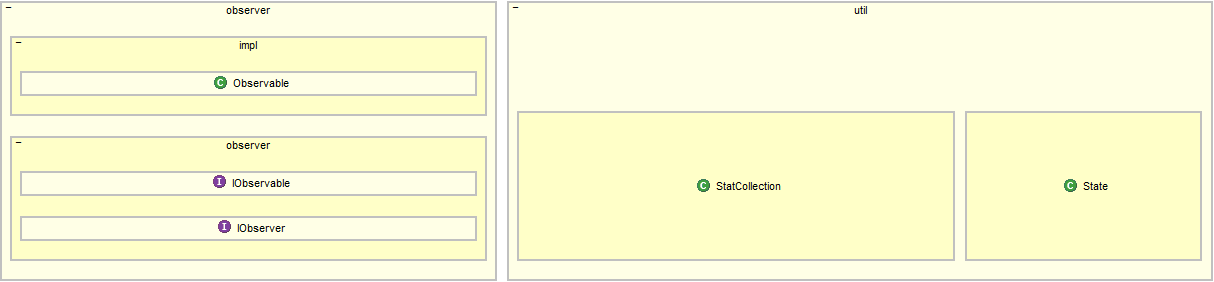 observer
impl
C Observable
observer
I IObservable
I IObserver
util
C StatCollection
C State